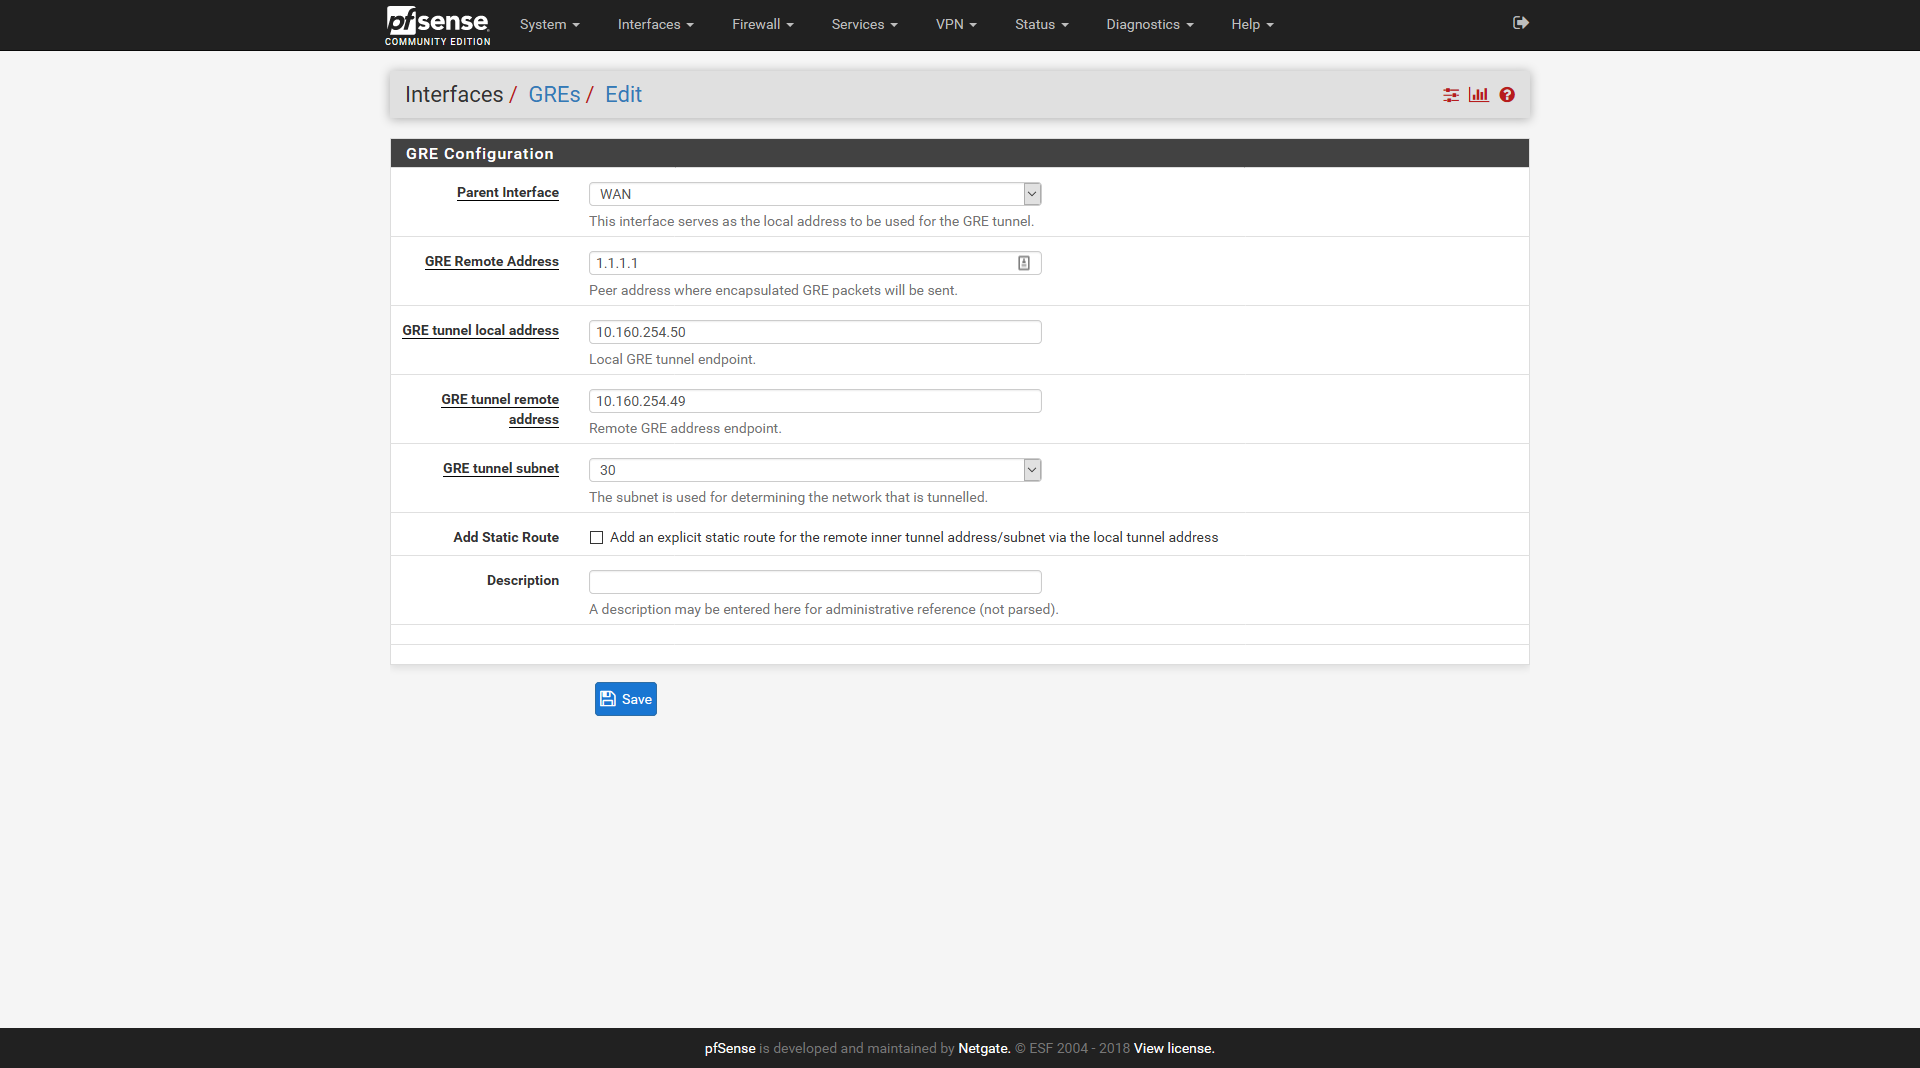 pfsense
COMMUNITY EDITION
System
Interfaces
Firewall
Services
VPN
Status
Diagnostics
Help
Interfaces / GREs / Edit
GRE Configuration
Parent Interface
WAN
This interface serves as the local address to be used for the GRE tunnel.
GRE Remote Address
1.1.1.1
Peer address where encapsulated GRE packets will be sent.
GRE tunnel local address
10.160.254.50
Local GRE tunnel endpoint.
GRE tunnel remote
address
10.160.254.49
Remote GRE address endpoint.
GRE tunnel subnet
30
The subnet is used for determining the network that is tunnelled.
Add Static Route
Add an explicit static route for the remote inner tunnel address/subnet via the local tunnel address
Description
A description may be entered here for administrative reference (not parsed).
Save
pfSense is developed and maintained by Netgate. © ESF 2004 - 2018 View license.